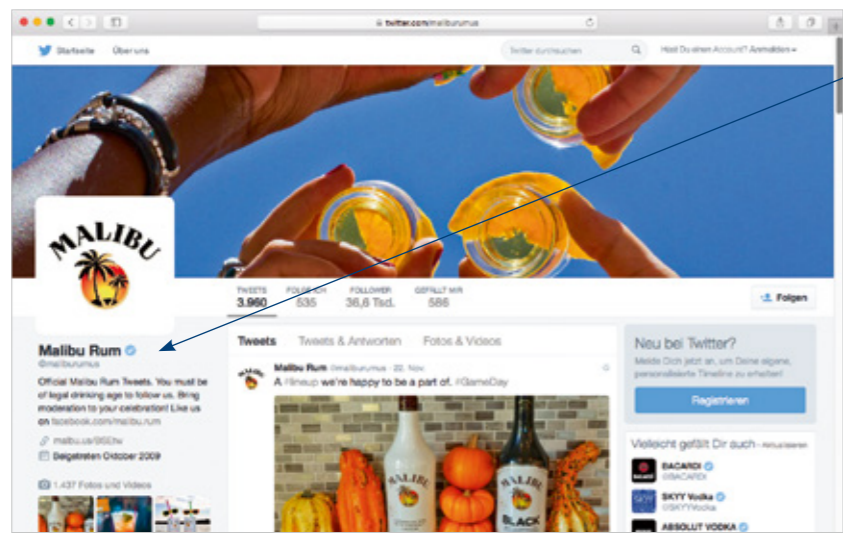 twitter.com/maliburumus
Startseite Über uns
Twitter durchsuchen
Hast Du einen Account? Anmelden
MALIBU
TWEETS FOLGE ICH FOLLOWER GEFÄLLT MIR
3.960 535 36,6 Tsd. 586
Folgen
Malibu Rum
@maliburumus
Official Malibu Rum Tweets. You must be
of legal drinking age to follow us. Bring
moderation to your celebration! Like us
on facebook.com/malibu.rum
Beigetreten Oktober 2009
1.437 Fotos und Videos
Tweets Tweets & Antworten Fotos & Videos
Malibu Rum @maliburumus · 22. Nov.
A #lineup we're happy to be a part of. #GameDay
MALIBU
MALIBU
BLACK
Neu bei Twitter?
Melde Dich jetzt an, um Deine eigene,
personalisierte Timeline zu erhalten!
Registrieren
Vielleicht gefällt Dir auch · Aktualisieren
BACARDI
@BACARDI
SKYY
SKYY Vodka
@SKYYVodka
ABSOLUT VODKA